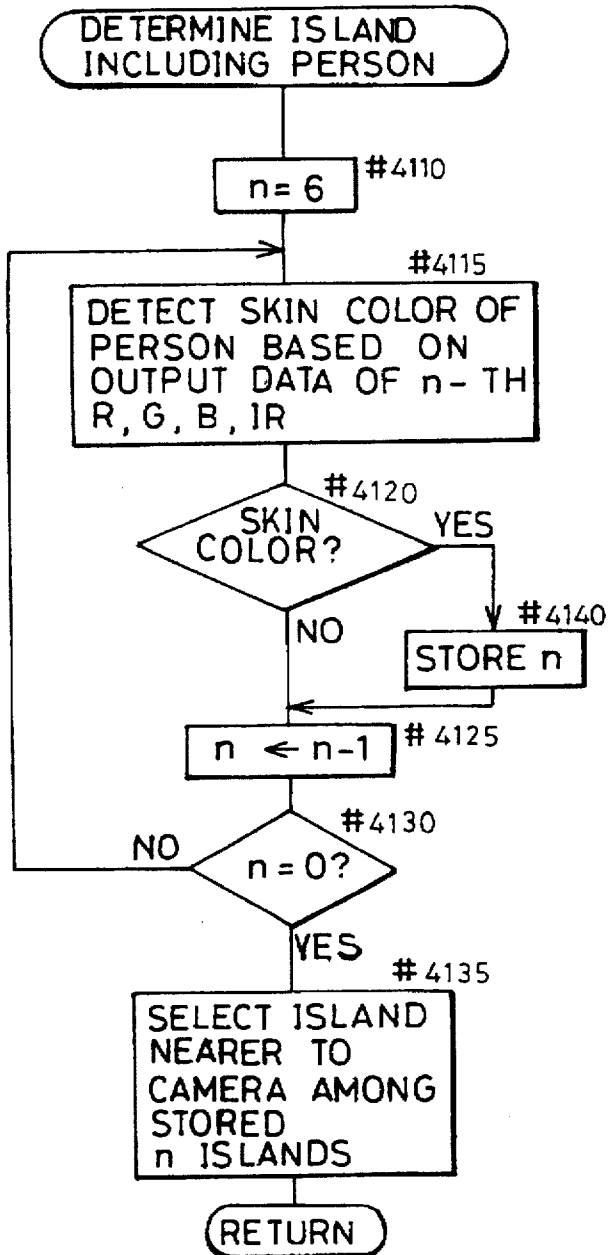 DETERMINE ISLAND
INCLUDING PERSON
#4110
n=6
#4115
DETECT SKIN COLOR OF
PERSON BASED ON
OUTPUT DATA OF n-TH
R, G, B, IR
#4120
SKIN
COLOR?
YES
NO
#4140
STORE n
#4125
n ← n-1
#4130
n=0?
NO
YES
#4135
SELECT ISLAND
NEARER TO
CAMERA AMONG
STORED
n ISLANDS
RETURN